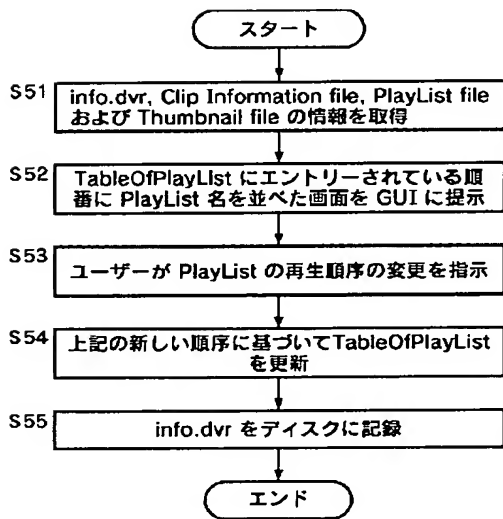 スタート
S51
info.dvr, Clip Information file, PlayList file
および Thumbnail file の情報を取得
S52
TableOfPlayList にエントリーされている順
番に PlayList 名を並べた画面を GUI に提示
S53
ユーザーが PlayList の再生順序の変更を指示
S54
上記の新しい順序に基づいてTableOfPlayList
を更新
S55
info.dvr をディスクに記録
エンド